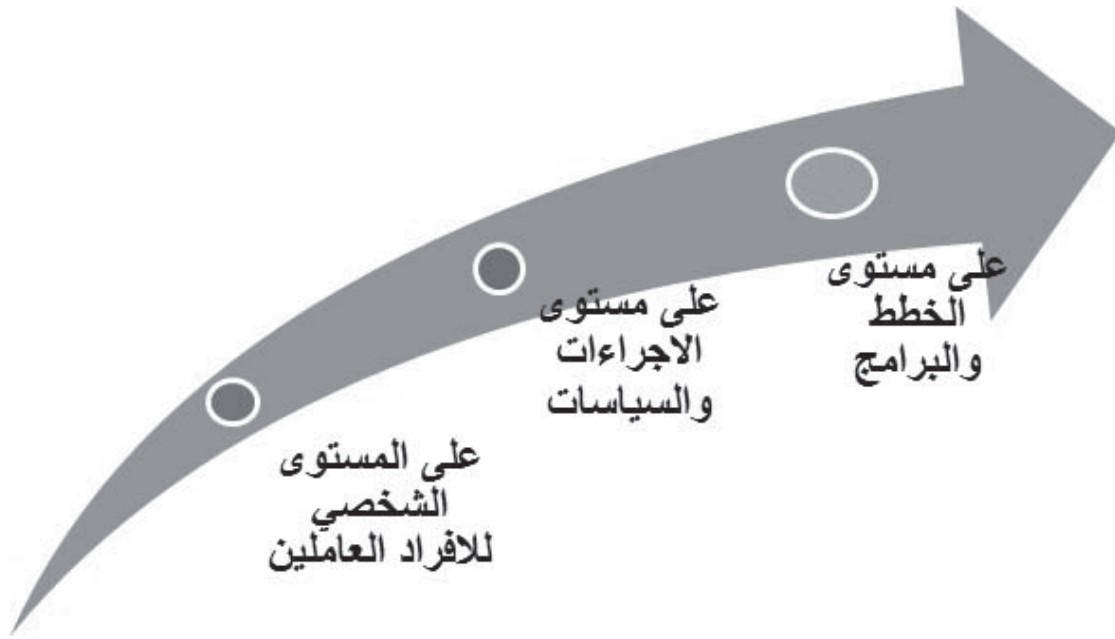 على المستوى
الشخصي
للافراد العاملين
على مستوى
الاجراءات
والسياسات
على مستوى
الخطط
والبرامج